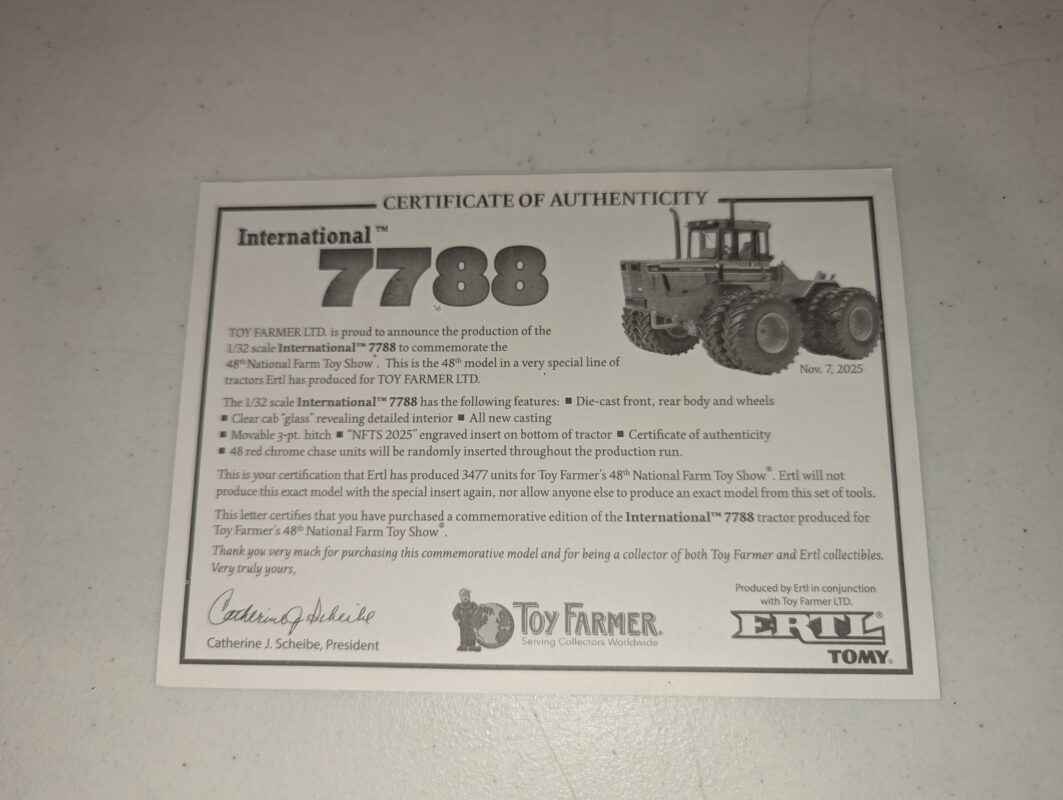 CERTIFICATE OF AUTHENTICITY
International™
7788
TOY FARMER LTD. is proud to announce the production of the
1/32 scale International™ 7788 to commemorate the
48th National Farm Toy Show®. This is the 48th model in a very special line of
tractors Ertl has produced for TOY FARMER LTD.
Nov. 7, 2025
The 1/32 scale International™ 7788 has the following features: ■ Die-cast front, rear body and wheels
■ Clear cab "glass" revealing detailed interior ■ All new casting
■ Movable 3-pt. hitch ■ "NFTS 2025" engraved insert on bottom of tractor ■ Certificate of authenticity
■ 48 red chrome chase units will be randomly inserted throughout the production run.
This is your certification that Ertl has produced 3477 units for Toy Farmer's 48th National Farm Toy Show®. Ertl will not
produce this exact model with the special insert again, nor allow anyone else to produce an exact model from this set of tools.
This letter certifies that you have purchased a commemorative edition of the International™ 7788 tractor produced for
Toy Farmer's 48th National Farm Toy Show®.
Thank you very much for purchasing this commemorative model and for being a collector of both Toy Farmer and Ertl collectibles.
Very truly yours,
Catherine J Scheibe
Catherine J. Scheibe, President
TOY FARMER®
Serving Collectors Worldwide
Produced by Ertl in conjunction
with Toy Farmer LTD.
ERTL®
TOMY®